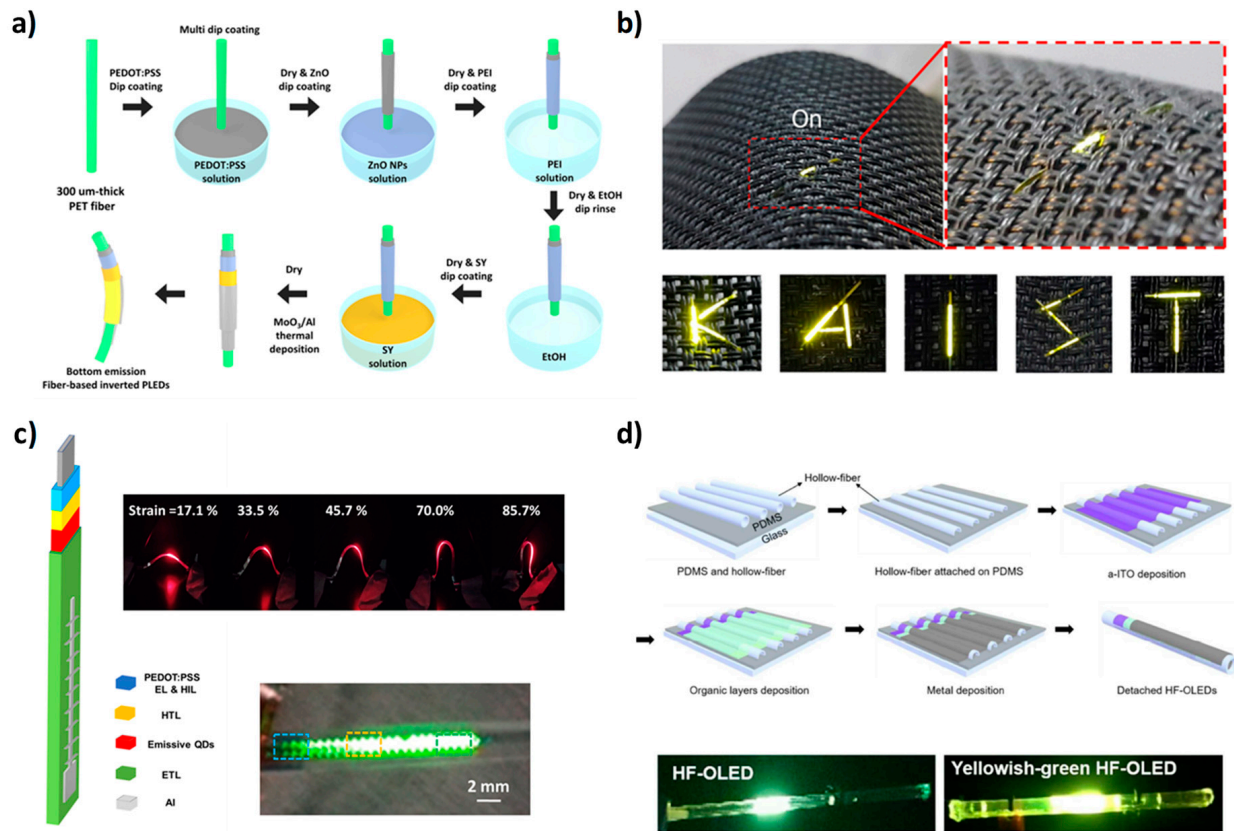 a)
Multi dip coating
PEDOT:PSS
Dip coating
Dry & ZnO
dip coating
Dry & PEI
dip coating
PEDOT:PSS
solution
ZnO NPs
solution
PEI
solution
300 um-thick
PET fiber
Dry & EtOH
dip rinse
Dry
Dry & SY
dip coating
MoO₃/Al
thermal
deposition
SY
solution
EtOH
Bottom emission
Fiber-based inverted PLEDs
b)
On
K
A
I
S
T
c)
Strain =17.1 %
33.5 %
45.7 %
70.0%
85.7%
PEDOT:PSS
EL & HIL
HTL
Emissive QDs
ETL
Al
2 mm
d)
Hollow-fiber
PDMS
Glass
PDMS and hollow-fiber
Hollow-fiber attached on PDMS
a-ITO deposition
Organic layers deposition
Metal deposition
Detached HF-OLEDs
HF-OLED
Yellowish-green HF-OLED